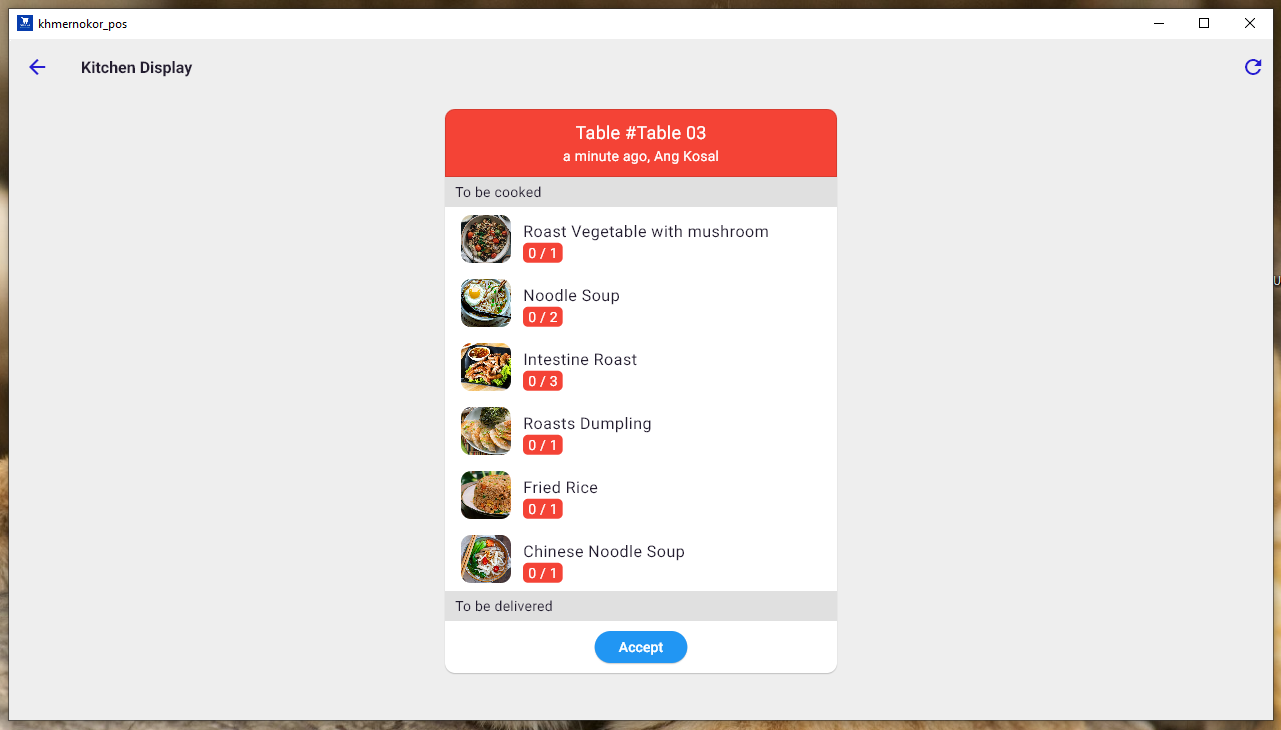 khmernokor_pos
Kitchen Display
Table #Table 03
a minute ago, Ang Kosal
To be cooked
Roast Vegetable with mushroom
0 / 1
Noodle Soup
0 / 2
Intestine Roast
0 / 3
Roasts Dumpling
0 / 1
Fried Rice
0 / 1
Chinese Noodle Soup
0 / 1
To be delivered
Accept